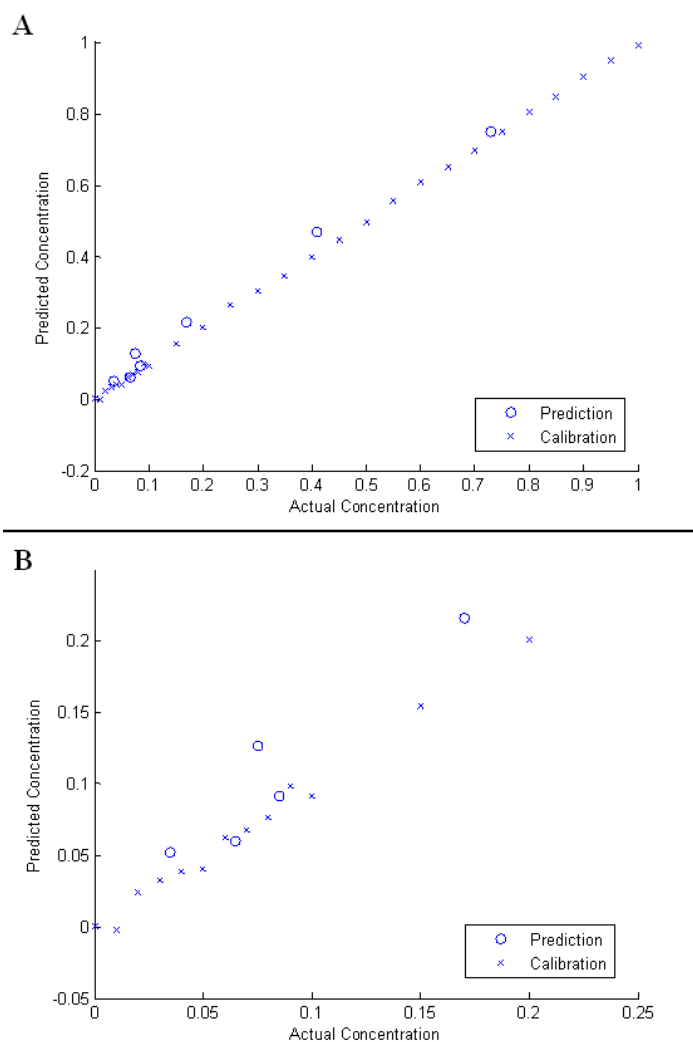 A
1
0.8
0.6
0.4
0.2
0
-0.2
Predicted Concentration
0 0.1 0.2 0.3 0.4 0.5 0.6 0.7 0.8 0.9 1
Actual Concentration
Prediction
Calibration
B
0.2
0.15
0.1
0.05
0
-0.05
Predicted Concentration
0 0.05 0.1 0.15 0.2 0.25
Actual Concentration
Prediction
Calibration